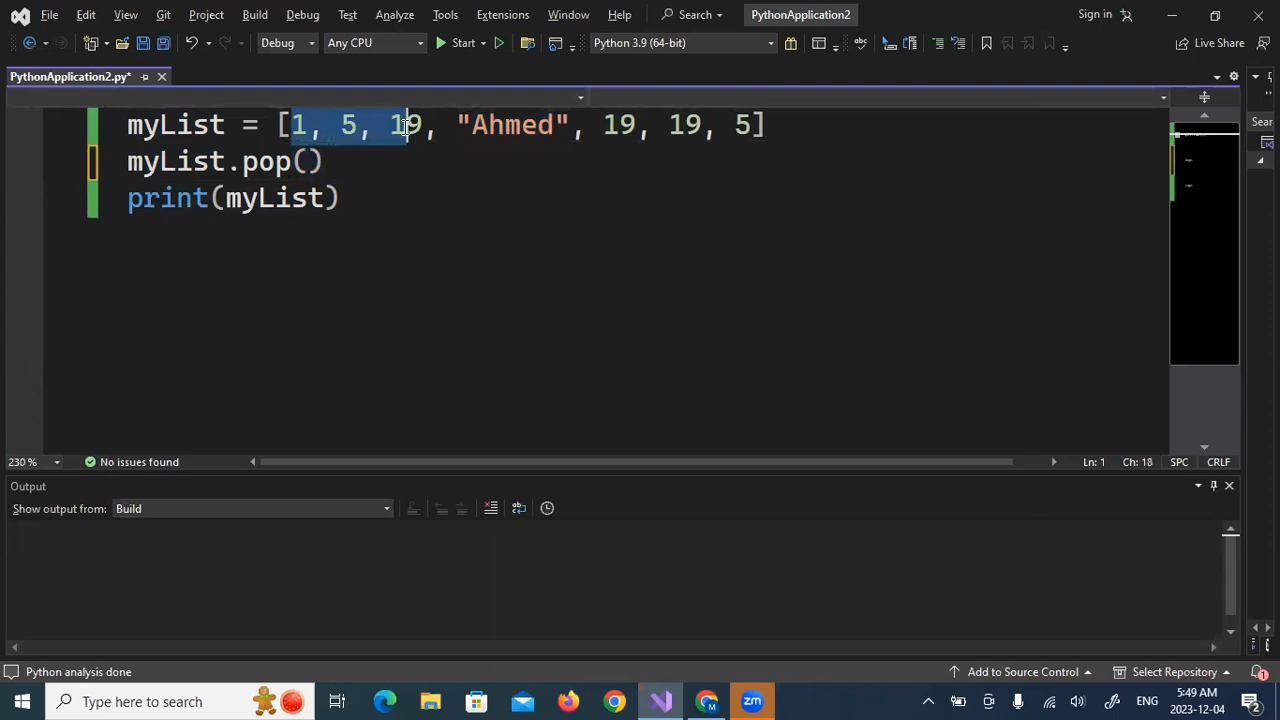 File Edit View Git Project Build Debug Test Analyze Tools Extensions Window Help Search PythonApplication2 Sign in
Debug Any CPU Start Python 3.9 (64-bit) Live Share
PythonApplication2.py*
myList = [1, 5, 19, "Ahmed", 19, 19, 5]
myList.pop()
print(myList)
230 % No issues found Ln: 1 Ch: 18 SPC CRLF
Output
Show output from: Build
Python analysis done Add to Source Control Select Repository 1
Type here to search ENG 5:49 AM
2023-12-04 2